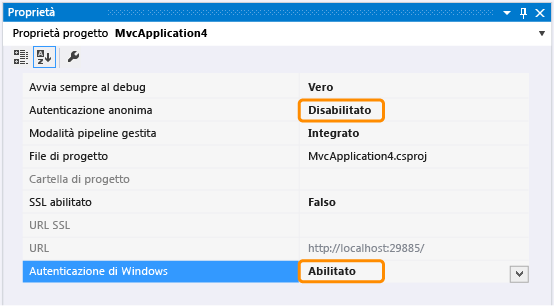 Proprietà
Proprietà progetto MvcApplication4
Avvia sempre al debug Vero
Autenticazione anonima Disabilitato
Modalità pipeline gestita Integrato
File di progetto MvcApplication4.csproj
Cartella di progetto
SSL abilitato Falso
URL SSL
URL http://localhost:29885/
Autenticazione di Windows Abilitato